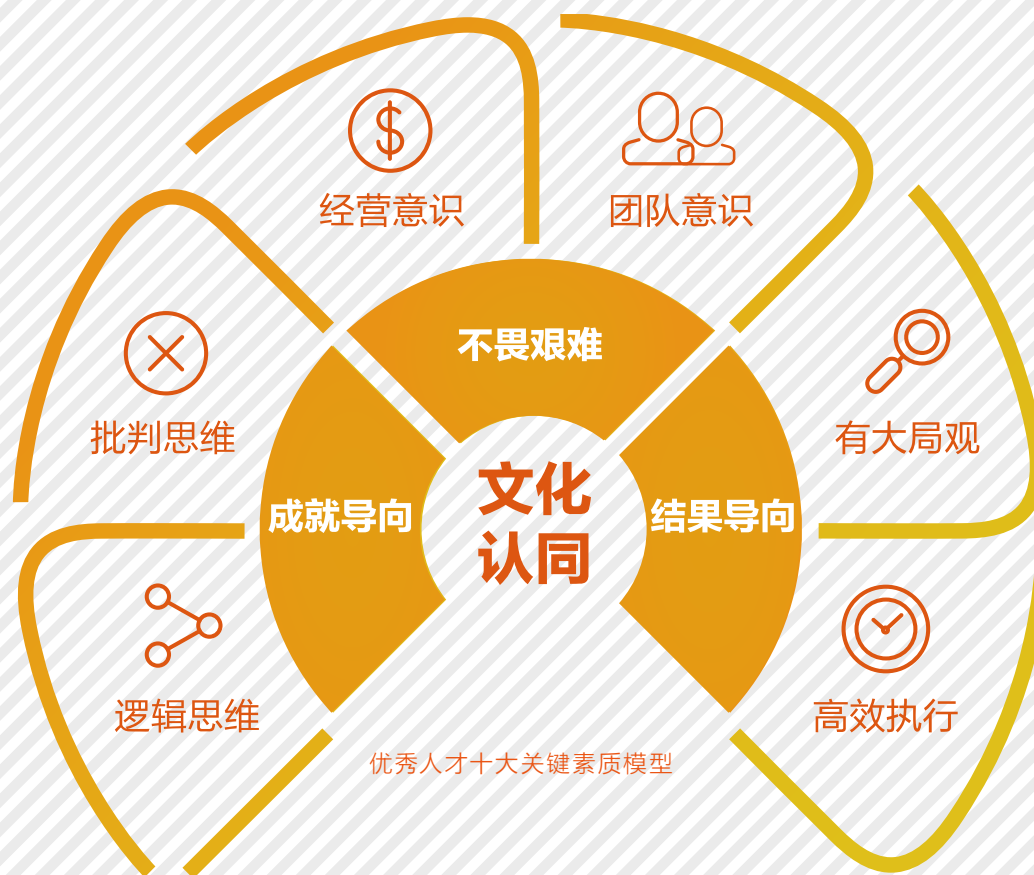 经营意识
团队意识
不畏艰难
批判思维
有大局观
文化
认同
成就导向
结果导向
逻辑思维
高效执行
优秀人才十大关键素质模型